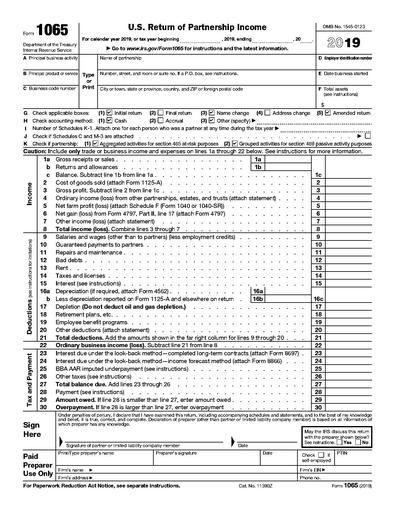 Form 1065 U.S. Return of Partnership Income OMB No. 1545-0123
Department of the Treasury
Internal Revenue Service
For calendar year 2019, or tax year beginning , 2019, ending , 20 .
▶ Go to www.irs.gov/Form1065 for instructions and the latest information.
2019
A Principal business activity
Name of partnership
D Employer identification number
B Principal product or service
Type or Print
Number, street, and room or suite no. If a P.O. box, see instructions.
E Date business started
C Business code number
City or town, state or province, country, and ZIP or foreign postal code
F Total assets
(see instructions)
$
G Check applicable boxes: (1) Initial return (2) Final return (3) Name change (4) Address change (5) Amended return
H Check accounting method: (1) Cash (2) Accrual (3) Other (specify) ▶
I Number of Schedules K-1. Attach one for each person who was a partner at any time during the tax year ▶
J Check if Schedules C and M-3 are attached ▶
K Check if partnership: (1) Aggregated activities for section 465 at-risk purposes (2) Grouped activities for section 469 passive activity purposes
Caution: Include only trade or business income and expenses on lines 1a through 22 below. See instructions for more information.
Income
1a Gross receipts or sales 1a
b Returns and allowances 1b
c Balance. Subtract line 1b from line 1a 1c
2 Cost of goods sold (attach Form 1125-A) 2
3 Gross profit. Subtract line 2 from line 1c 3
4 Ordinary income (loss) from other partnerships, estates, and trusts (attach statement) 4
5 Net farm profit (loss) (attach Schedule F (Form 1040 or 1040-SR)) 5
6 Net gain (loss) from Form 4797, Part II, line 17 (attach Form 4797) 6
7 Other income (loss) (attach statement) 7
8 Total income (loss). Combine lines 3 through 7 8
Deductions (see instructions for limitations)
9 Salaries and wages (other than to partners) (less employment credits) 9
10 Guaranteed payments to partners 10
11 Repairs and maintenance 11
12 Bad debts 12
13 Rent 13
14 Taxes and licenses 14
15 Interest (see instructions) 15
16a Depreciation (if required, attach Form 4562) 16a
b Less depreciation reported on Form 1125-A and elsewhere on return 16b 16c
17 Depletion (Do not deduct oil and gas depletion.) 17
18 Retirement plans, etc. 18
19 Employee benefit programs 19
20 Other deductions (attach statement) 20
21 Total deductions. Add the amounts shown in the far right column for lines 9 through 20 21
22 Ordinary business income (loss). Subtract line 21 from line 8 22
Tax and Payment
23 Interest due under the look-back method—completed long-term contracts (attach Form 8697) 23
24 Interest due under the look-back method—income forecast method (attach Form 8866) 24
25 BBA AAR imputed underpayment (see instructions) 25
26 Other taxes (see instructions) 26
27 Total balance due. Add lines 23 through 26 27
28 Payment (see instructions) 28
29 Amount owed. If line 28 is smaller than line 27, enter amount owed 29
30 Overpayment. If line 28 is larger than line 27, enter overpayment 30
Sign Here
Under penalties of perjury, I declare that I have examined this return, including accompanying schedules and statements, and to the best of my knowledge
and belief, it is true, correct, and complete. Declaration of preparer (other than partner or limited liability company member) is based on all information of
which preparer has any knowledge.
Signature of partner or limited liability company member
Date
May the IRS discuss this return
with the preparer shown below?
See instructions. Yes No
Paid Preparer Use Only
Print/Type preparer's name Preparer's signature Date Check if self-employed PTIN
Firm's name ▶ Firm's EIN ▶
Firm's address ▶ Phone no.
For Paperwork Reduction Act Notice, see separate instructions. Cat. No. 11390Z Form 1065 (2019)